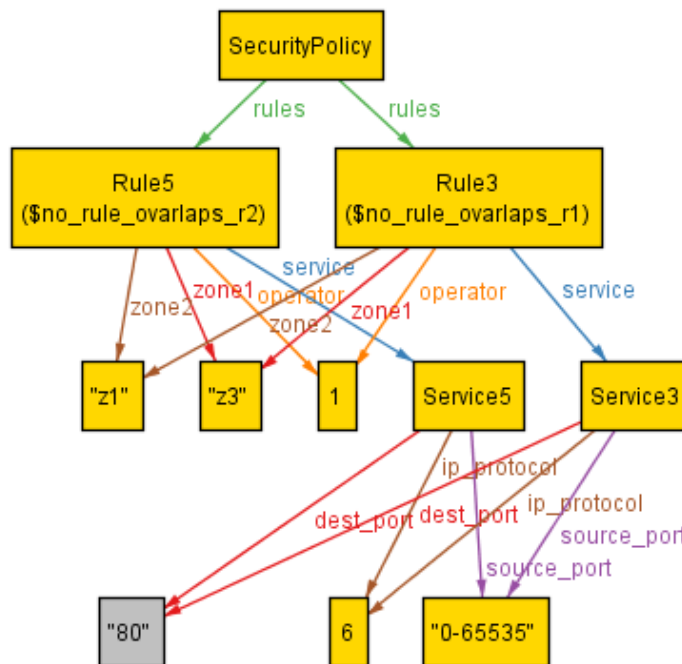 SecurityPolicy
rules
rules
Rule5
($no_rule_ovarlaps_r2)
Rule3
($no_rule_ovarlaps_r1)
service
zone2
zone1
operator
zone2
zone1
operator
service
"z1"
"z3"
1
Service5
Service3
ip_protocol
dest_port
dest_port
ip_protocol
source_port
source_port
"80"
6
"0-65535"